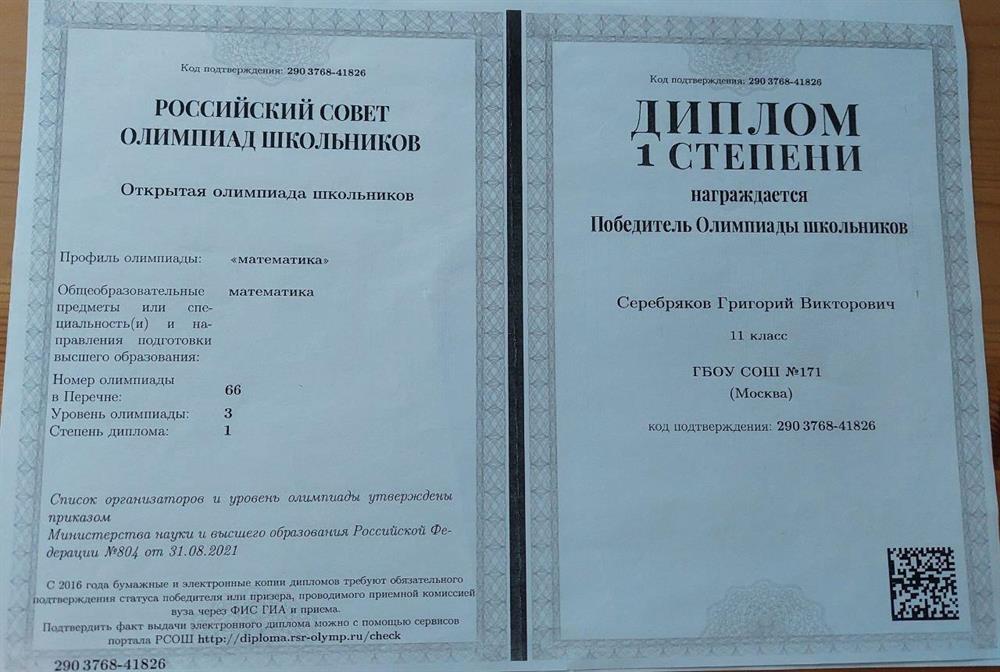 Код подтверждения: 290 3768-41826
РОССИЙСКИЙ СОВЕТ
ОЛИМПИАД ШКОЛЬНИКОВ
Открытая олимпиада школьников
Профиль олимпиады: «математика»
Общеобразовательные математика
предметы или спе-
циальность(и) и на-
правления подготовки
высшего образования:
Номер олимпиады
в Перечне: 66
Уровень олимпиады: 3
Степень диплома: 1
Список организаторов и уровень олимпиады утверждены
приказом
Министерства науки и высшего образования Российской Фе-
дерации №804 от 31.08.2021
С 2016 года бумажные и электронные копии дипломов требуют обязательного
подтверждения статуса победителя или призера, проводимого приемной комиссией
вуза через ФИС ГИА и приема.
Подтвердить факт выдачи электронного диплома можно с помощью сервисов
портала РСОШ http://diploma.rsr-olymp.ru/check
290 3768-41826
Код подтверждения: 290 3768-41826
ДИПЛОМ
1 СТЕПЕНИ
награждается
Победитель Олимпиады школьников
Серебряков Григорий Викторович
11 класс
ГБОУ СОШ №171
(Москва)
код подтверждения: 290 3768-41826